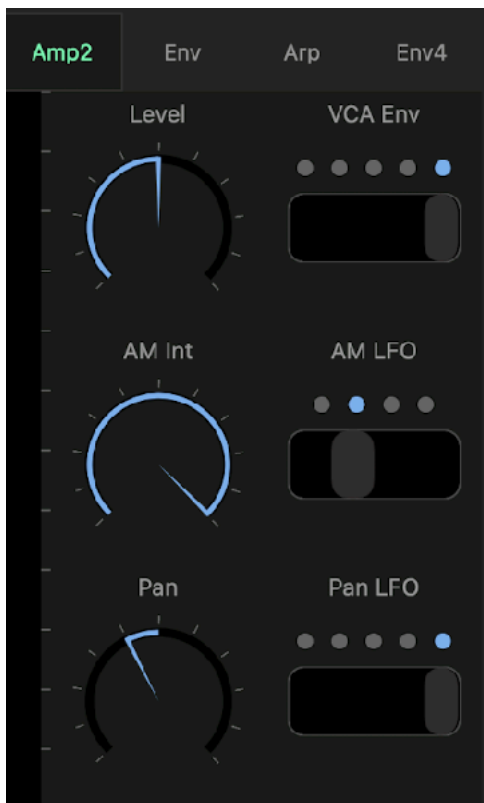 Amp2 Env Arp Env4
Level VCA Env
AM Int AM LFO
Pan Pan LFO